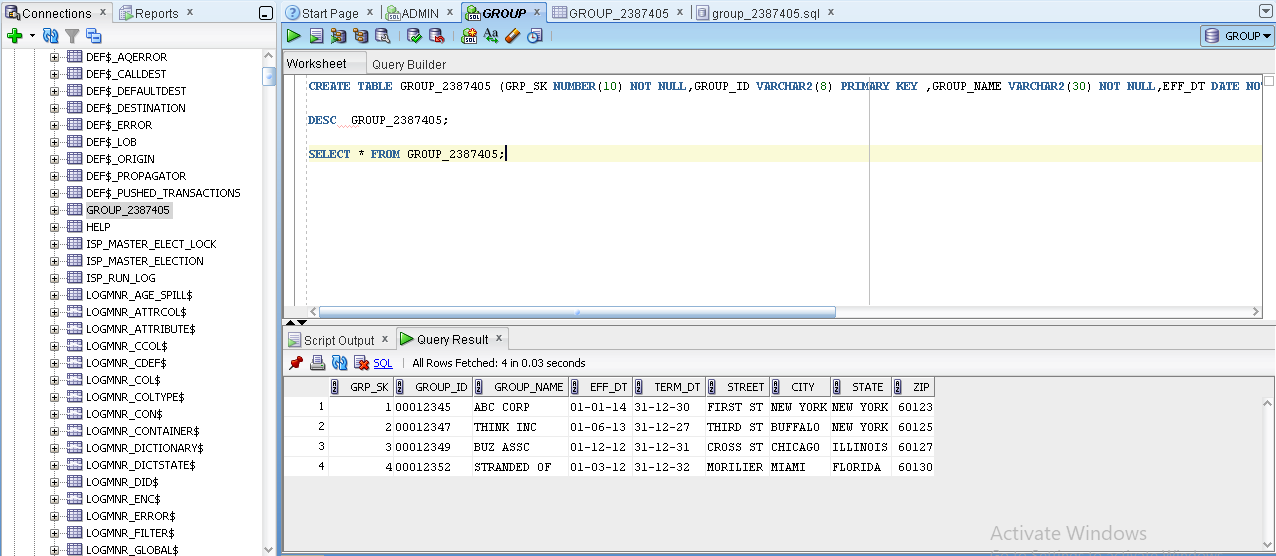 Connections Reports
Start Page ADMIN GROUP GROUP_2387405 group_2387405.sql
GROUP
Worksheet Query Builder
DEF$_AQERROR
DEF$_CALLDEST
DEF$_DEFAULTDEST
DEF$_DESTINATION
DEF$_ERROR
DEF$_LOB
DEF$_ORIGIN
DEF$_PROPAGATOR
DEF$_PUSHED_TRANSACTIONS
GROUP_2387405
HELP
ISP_MASTER_ELECT_LOCK
ISP_MASTER_ELECTION
ISP_RUN_LOG
LOGMNR_AGE_SPILL$
LOGMNR_ATTRCOL$
LOGMNR_ATTRIBUTE$
LOGMNR_CCOL$
LOGMNR_CDEF$
LOGMNR_COL$
LOGMNR_COLTYPE$
LOGMNR_CON$
LOGMNR_CONTAINER$
LOGMNR_DICTIONARY$
LOGMNR_DICTSTATE$
LOGMNR_DID$
LOGMNR_ENC$
LOGMNR_ERROR$
LOGMNR_FILTER$
LOGMNR_GLOBAL$
CREATE TABLE GROUP_2387405 (GRP_SK NUMBER(10) NOT NULL,GROUP_ID VARCHAR2(8) PRIMARY KEY ,GROUP_NAME VARCHAR2(30) NOT NULL,EFF_DT DATE NO
DESC GROUP_2387405;
SELECT * FROM GROUP_2387405;
Script Output Query Result
SQL All Rows Fetched: 4 in 0.03 seconds
GRP_SK GROUP_ID GROUP_NAME EFF_DT TERM_DT STREET CITY STATE ZIP
1 1 00012345 ABC CRP 01-01-14 31-12-30 FIRST ST NEW YORK NEW YORK 60123
2 2 00012347 THINK INC 01-06-13 31-12-27 THIRD ST BUFFALO NEW YORK 60125
3 3 00012349 BUZ ASSC 01-12-12 31-12-31 CROSS ST CHICAGO ILLINOIS 60127
4 4 00012352 STRANDED OF 01-03-12 31-12-32 MORILIER MIAMI FLORIDA 60130
Activate Windows